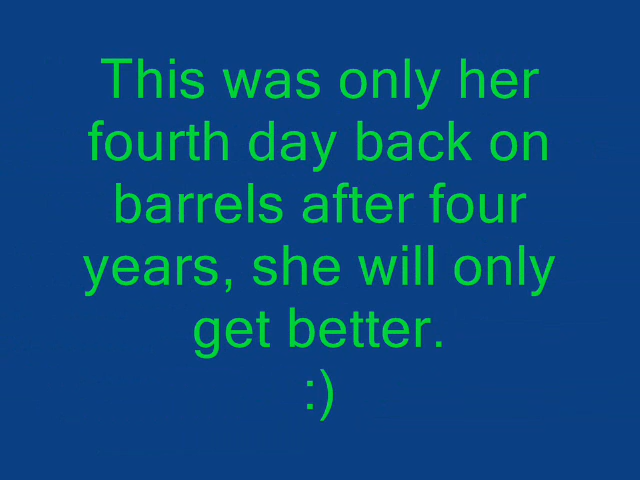 This was only her
fourth day back on
barrels after four
years, she will only
get better.
:)